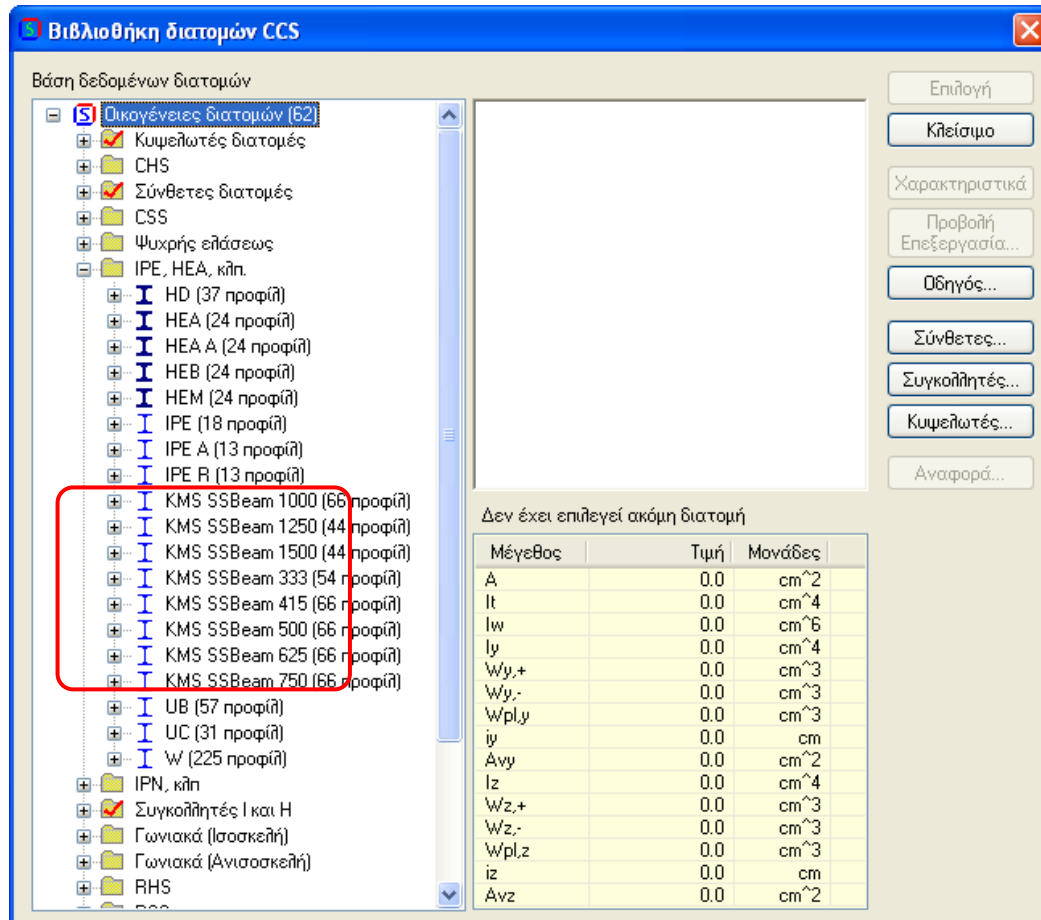 Βιβλιοθήκη διατομών CCS
Βάση δεδομένων διατομών
Οικογένειες διατομών (62)
Κυψελωτές διατομές
CHS
Σύνθετες διατομές
CSS
Ψυχρής ελάσεως
IPE, HEA, κλπ.
HD (37 προφίλ)
HEA (24 προφίλ)
HEA A (24 προφίλ)
HEB (24 προφίλ)
HEM (24 προφίλ)
IPE (18 προφίλ)
IPE A (13 προφίλ)
IPE R (13 προφίλ)
KMS SSBeam 1000 (66 προφίλ)
KMS SSBeam 1250 (44 προφίλ)
KMS SSBeam 1500 (44 προφίλ)
KMS SSBeam 333 (54 προφίλ)
KMS SSBeam 415 (66 προφίλ)
KMS SSBeam 500 (66 προφίλ)
KMS SSBeam 625 (66 προφίλ)
KMS SSBeam 750 (66 προφίλ)
UB (57 προφίλ)
UC (31 προφίλ)
W (225 προφίλ)
IPN, κλπ
Συγκολλητές I και H
Γωνιακά (Ισοσκελή)
Γωνιακά (Ανισοσκελή)
RHS
Δεν έχει επιλεγεί ακόμη διατομή
Μέγεθος Τιμή Μονάδες
A 0.0 cm^2
It 0.0 cm^4
Iw 0.0 cm^6
Iy 0.0 cm^4
Wy,+ 0.0 cm^3
Wy,- 0.0 cm^3
Wpl,y 0.0 cm^3
iy 0.0 cm
Avy 0.0 cm^2
Iz 0.0 cm^4
Wz,+ 0.0 cm^3
Wz,- 0.0 cm^3
Wpl,z 0.0 cm^3
iz 0.0 cm
Avz 0.0 cm^2
Επιλογή
Κλείσιμο
Χαρακτηριστικά
Προβολή
Επεξεργασία...
Οδηγός...
Σύνθετες...
Συγκολλητές...
Κυψελωτές...
Αναφορά...